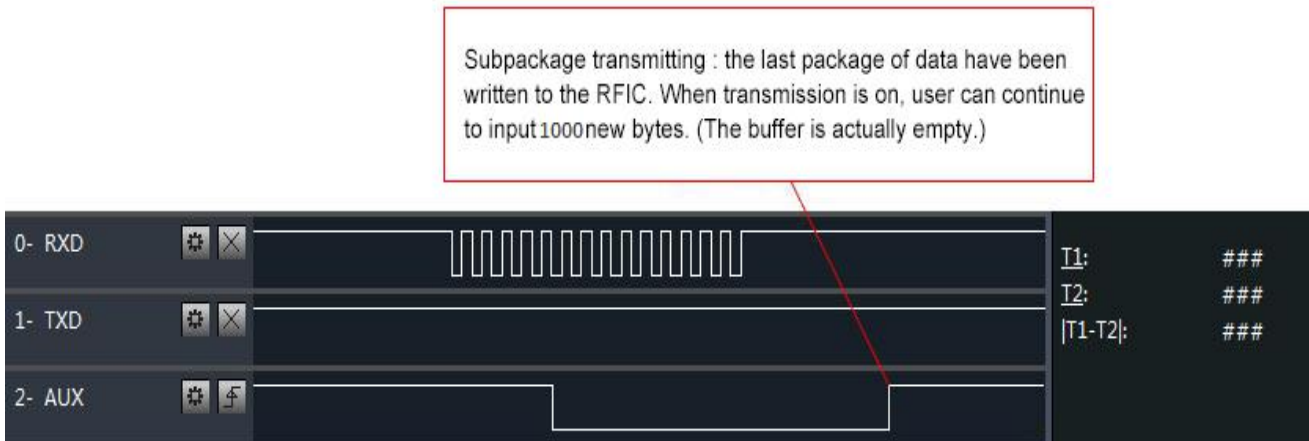 Subpackage transmitting : the last package of data have been
written to the RFIC. When transmission is on, user can continue
to input 1000 new bytes. (The buffer is actually empty.)
0- RXD
T1: ###
1- TXD
T2: ###
|T1-T2|: ###
2- AUX